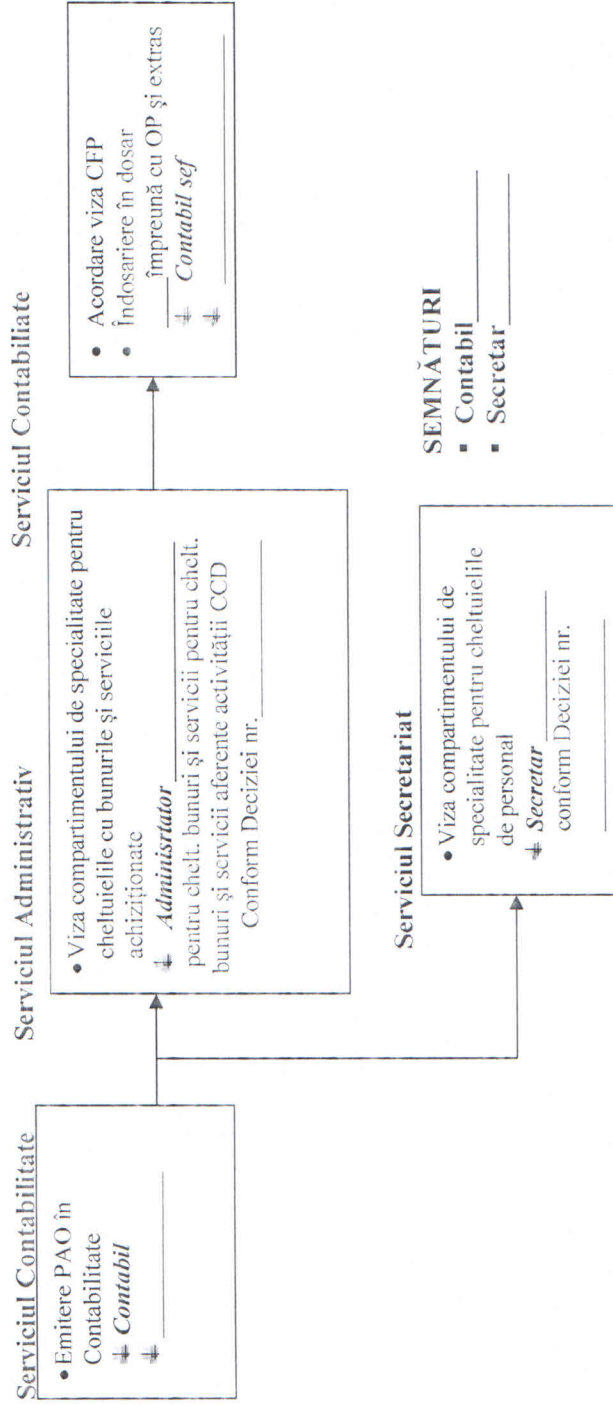 Serviciul Contabilitate
•Emitere PAO în
Contabilitate
Contabil
Serviciul Administrativ
• Viza compartimentului de specialitate pentru
cheltuielile cu bunurile și serviciile
achiziționate
Adminisrtator
pentru chelt. bunuri și servicii pentru chelt.
bunuri și servicii aferente activității CCD
Conform Deciziei nr.
Serviciul Contabiliate
• Acordare viza CFP
• Îndosariere în dosar
împreună cu OP și extras
Contabil sef
Serviciul Secretariat
• Viza compartimentului de
specialitate pentru cheltuielile
de personal
Secretar
conform Deciziei nr.
SEMNĂTURI
▪ Contabil
▪ Secretar